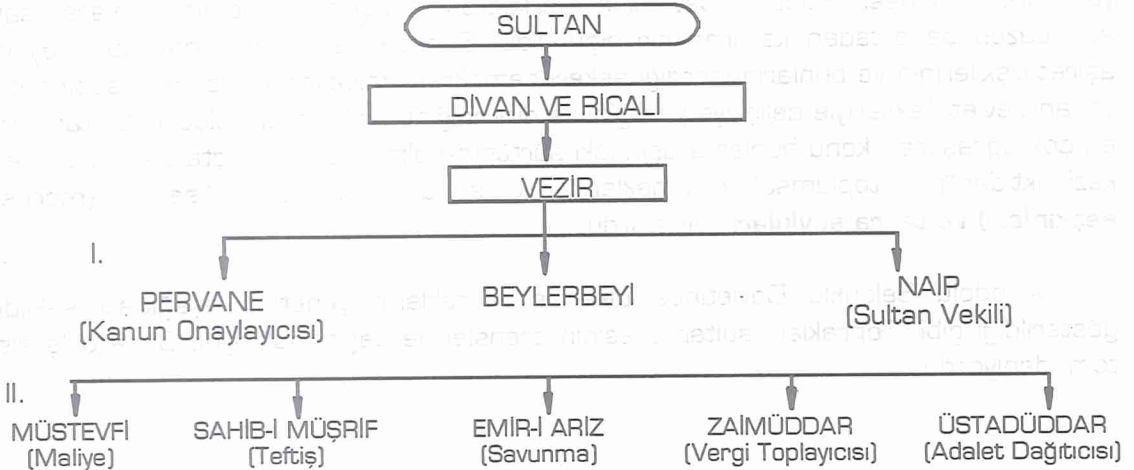 SULTAN
DİVAN VE RİCALİ
VEZİR
I.
PERVANE
(Kanun Onaylayıcısı)
BEYLERBEYİ
NAİP
(Sultan Vekili)
II.
MÜSTEVFİ
(Maliye)
SAHİB-İ MÜŞRİF
(Teftiş)
EMİR-İ ARİZ
(Savunma)
ZAİMÜDDAR
(Vergi Toplayıcısı)
ÜSTADÜDDAR
(Adalet Dağıtıcısı)